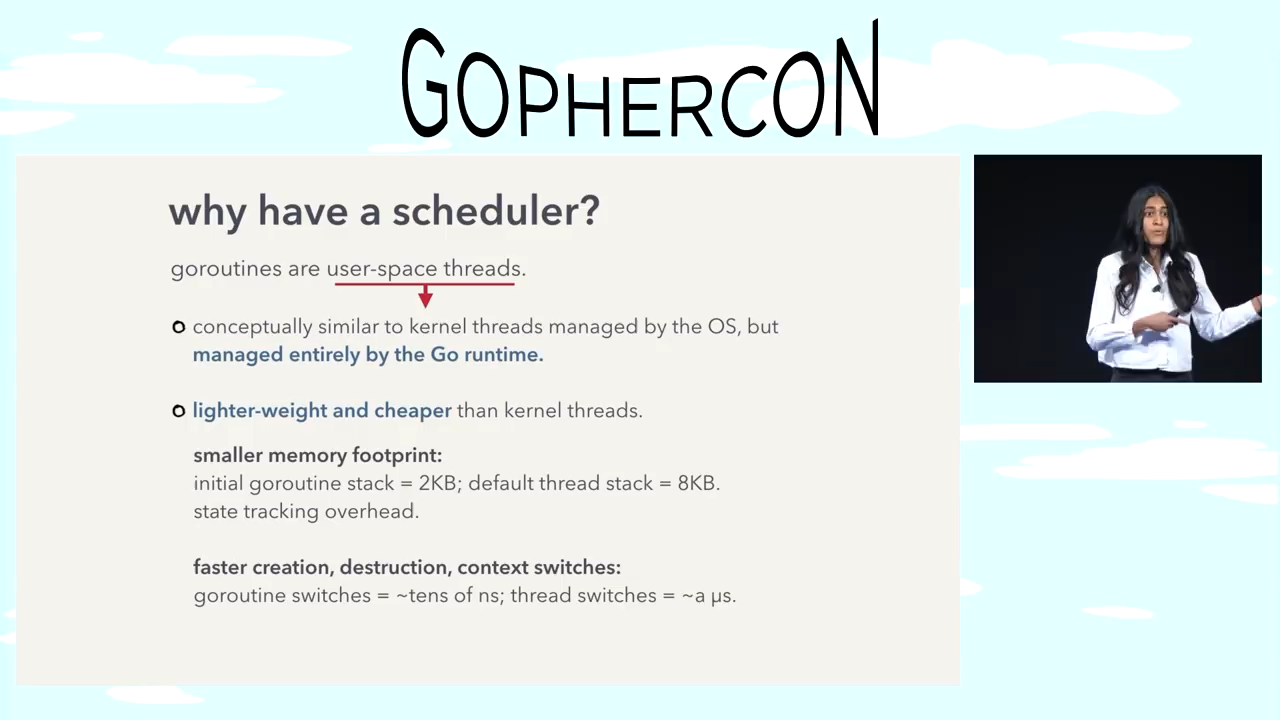 GOPHERCON
why have a scheduler?
goroutines are user-space threads.
conceptually similar to kernel threads managed by the OS, but
managed entirely by the Go runtime.
lighter-weight and cheaper than kernel threads.
smaller memory footprint:
initial goroutine stack = 2KB; default thread stack = 8KB.
state tracking overhead.
faster creation, destruction, context switches:
goroutine switches = ~tens of ns; thread switches = ~a µs.